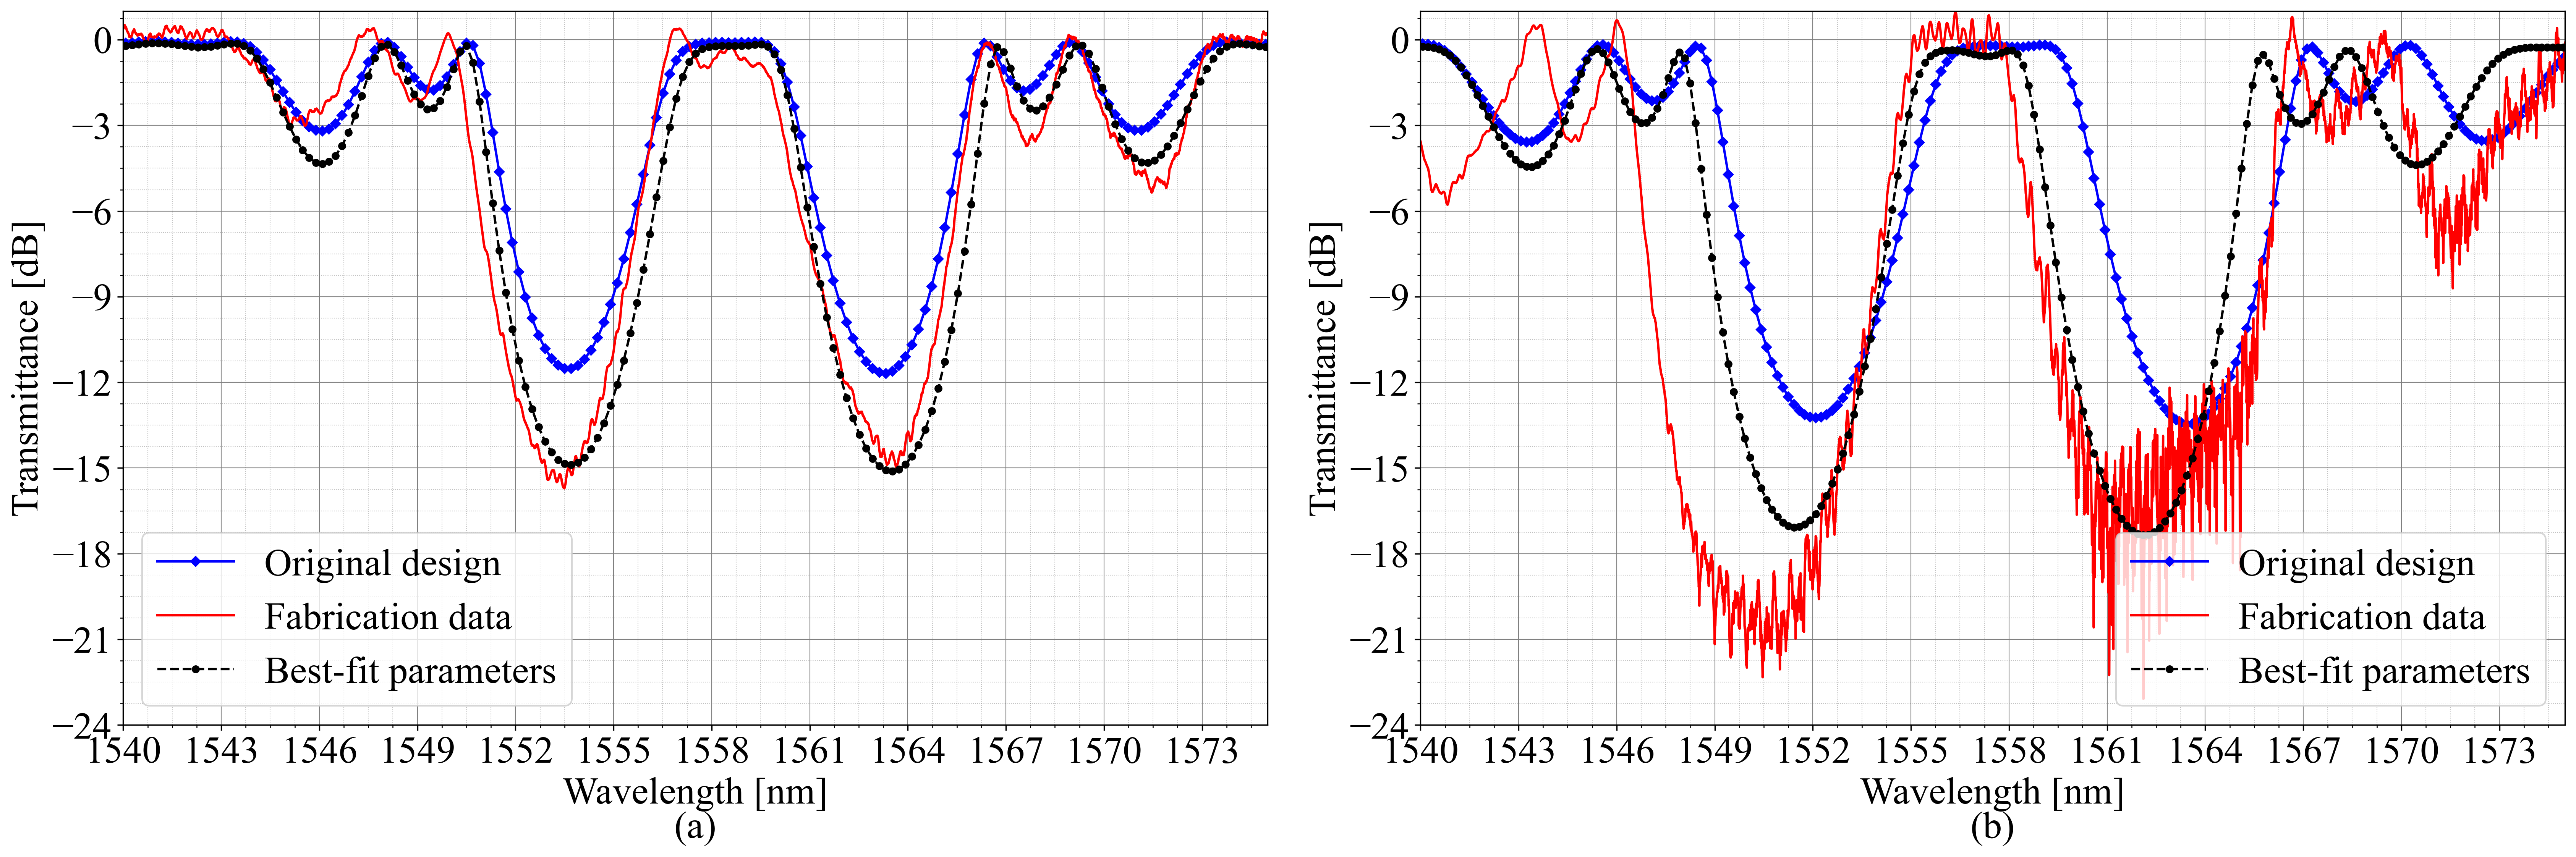 Transmittance [dB]
0
−3
−6
−9
−12
−15
−18
−21
−24
Original design
Fabrication data
Best-fit parameters
1540 1543 1546 1549 1552 1555 1558 1561 1564 1567 1570 1573
Wavelength [nm]
(a)
Transmittance [dB]
0
−3
−6
−9
−12
−15
−18
−21
−24
Original design
Fabrication data
Best-fit parameters
1540 1543 1546 1549 1552 1555 1558 1561 1564 1567 1570 1573
Wavelength [nm]
(b)